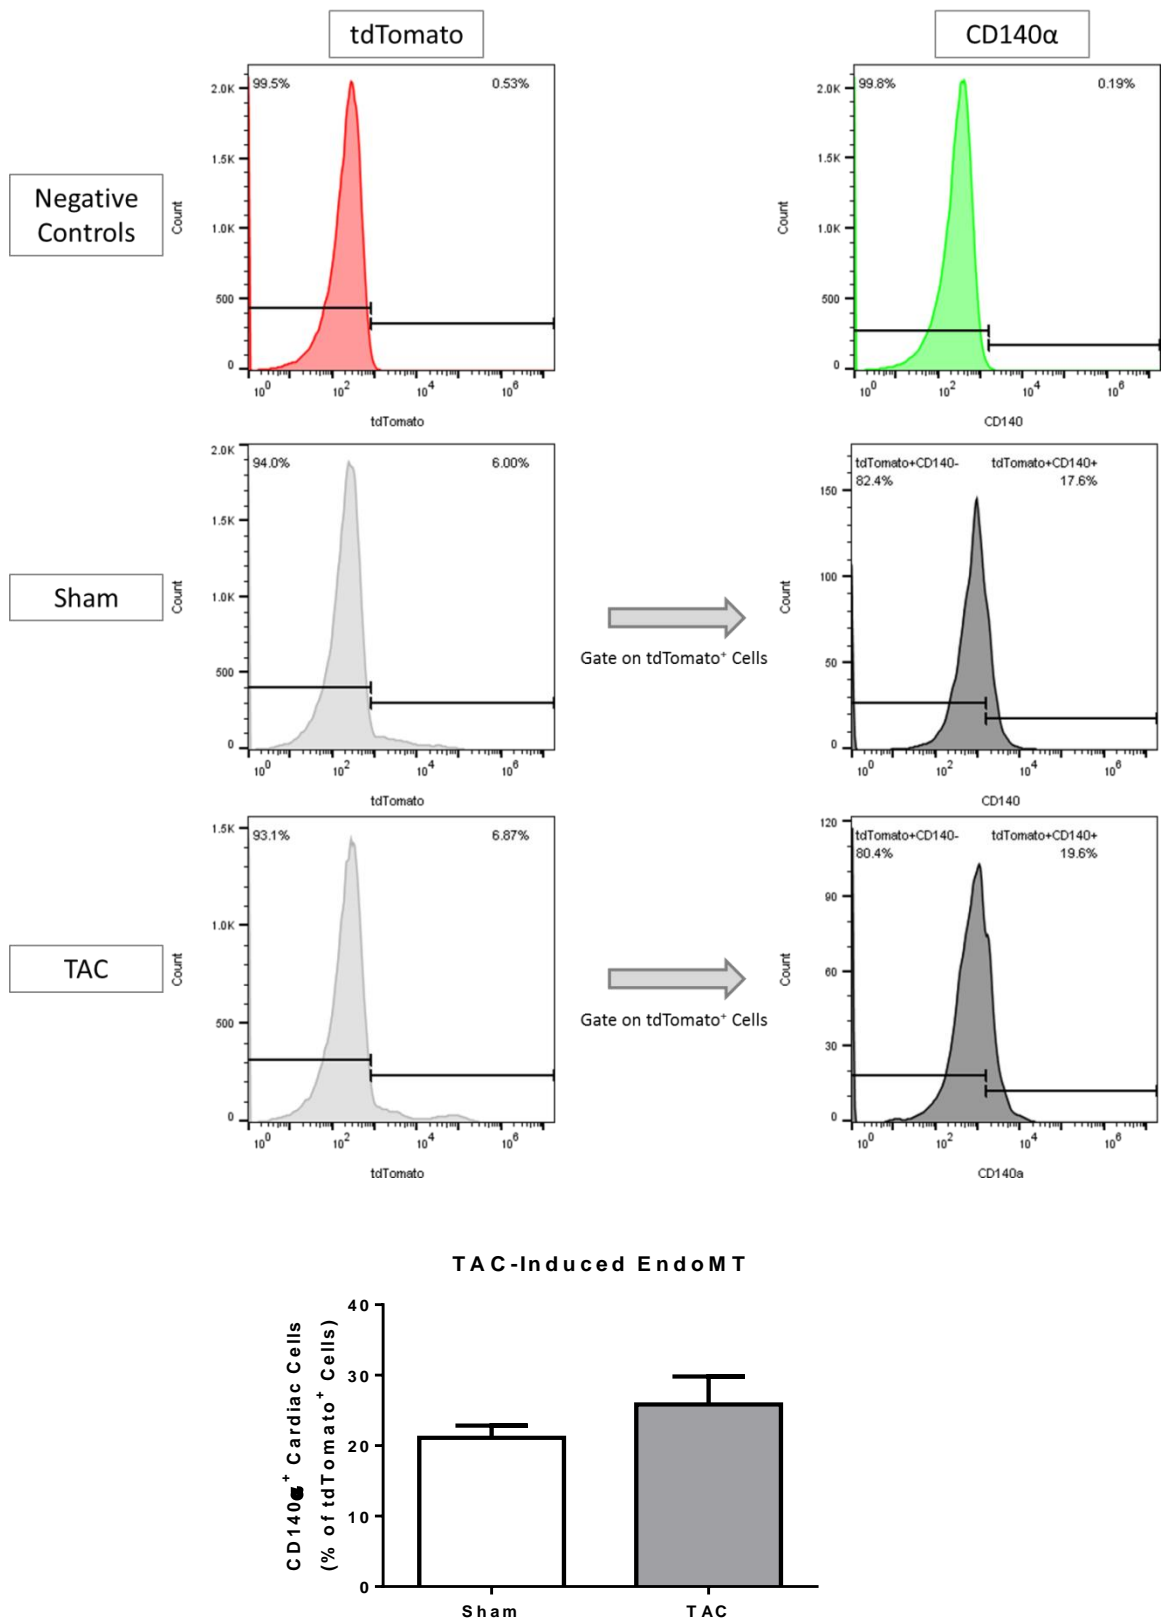 tdTomato
CD140α
Negative
Controls
99.5%
0.53%
2.0K
1.5K
1.0K
500
0
Count
10⁰
10²
10⁴
10⁶
tdTomato
99.8%
0.19%
2.0K
1.5K
1.0K
500
0
Count
10⁰
10²
10⁴
10⁶
CD140
Sham
94.0%
6.00%
2.0K
1.5K
1.0K
500
0
Count
10⁰
10²
10⁴
10⁶
tdTomato
Gate on tdTomato⁺ Cells
tdTomato+CD140-
82.4%
tdTomato+CD140+
17.6%
150
100
50
0
Count
10⁰
10²
10⁴
10⁶
CD140
TAC
93.1%
6.87%
1.5K
1.0K
500
0
Count
10⁰
10²
10⁴
10⁶
tdTomato
Gate on tdTomato⁺ Cells
tdTomato+CD140-
80.4%
tdTomato+CD140+
19.6%
120
90
60
30
0
Count
10⁰
10²
10⁴
10⁶
CD140a
TAC-Induced EndoMT
CD140α⁺ Cardiac Cells
(% of tdTomato⁺ Cells)
40
30
20
10
0
Sham
TAC